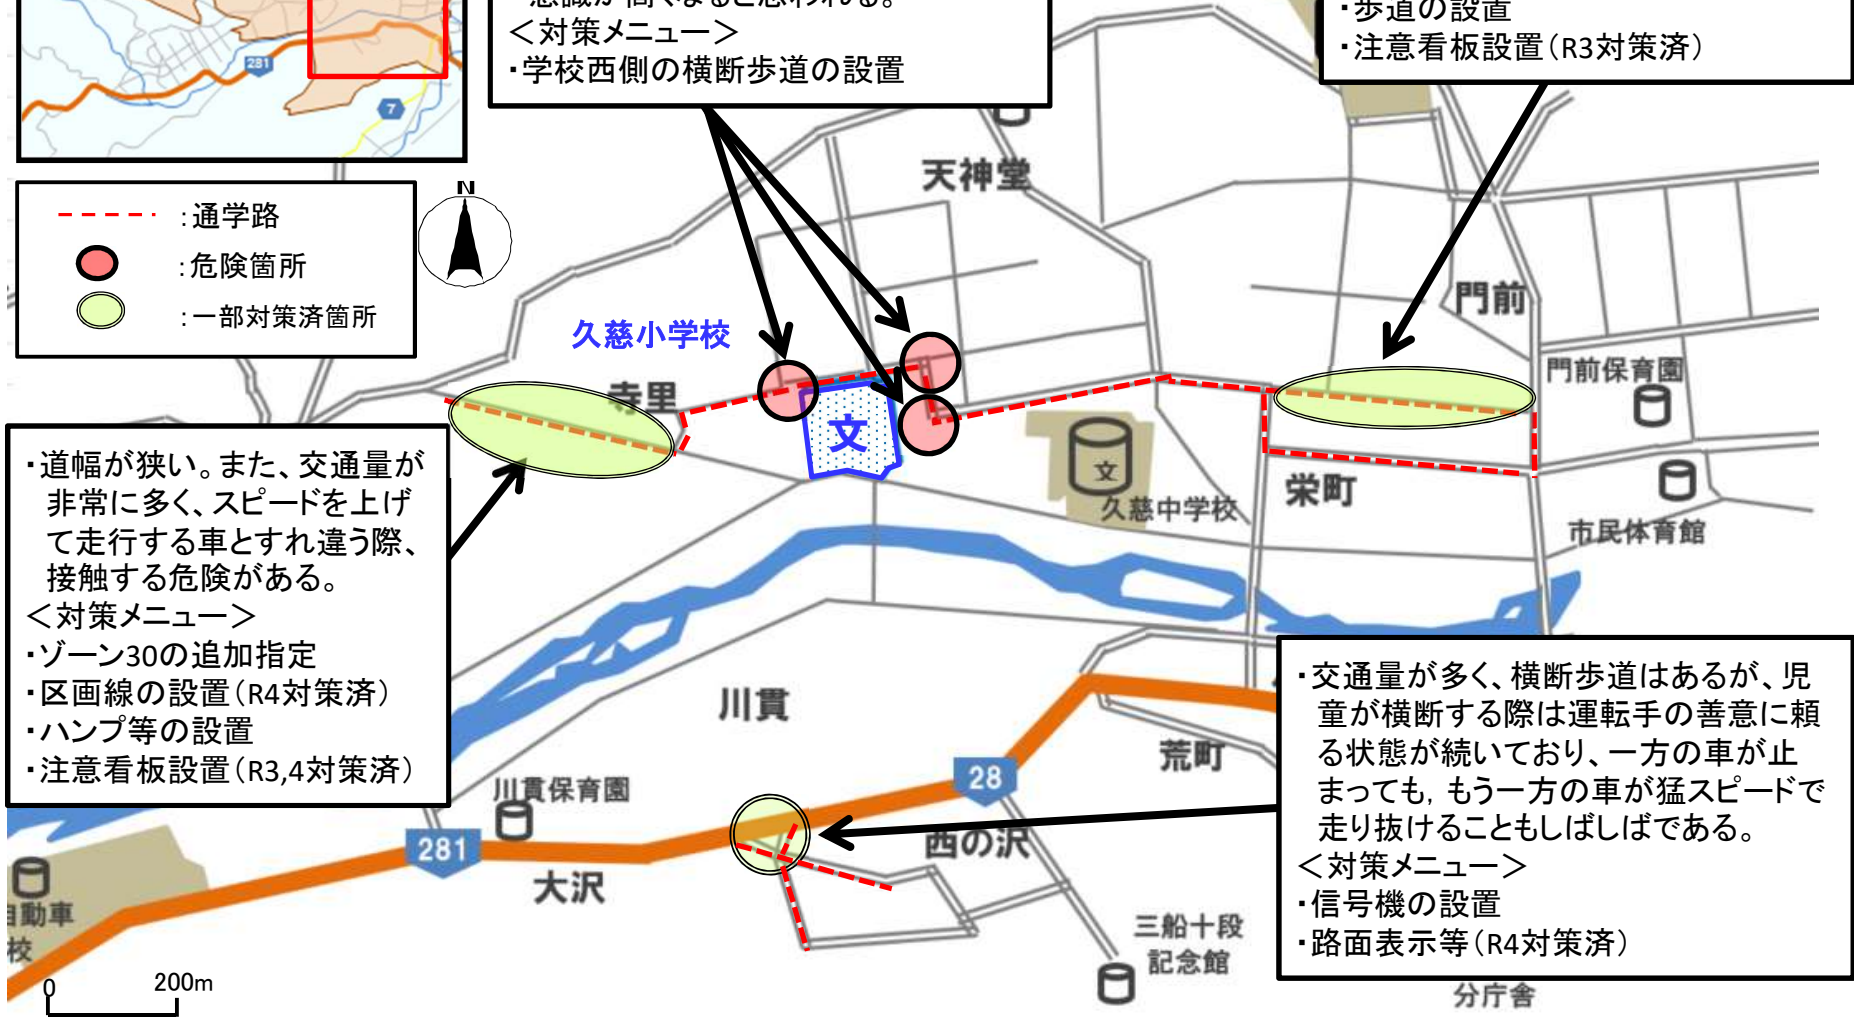 281
7
意識が高くなると思われる。
＜対策メニュー＞
・学校西側の横断歩道の設置
・歩道の設置
・注意看板設置（R3対策済）
：通学路
：危険箇所
：一部対策済箇所
N
天神堂
門前
久慈小学校
寺里
文
門前保育園
文
久慈中学校
栄町
市民体育館
・道幅が狭い。また、交通量が
非常に多く、スピードを上げ
て走行する車とすれ違う際、
接触する危険がある。
＜対策メニュー＞
・ゾーン30の追加指定
・区画線の設置（R4対策済）
・ハンプ等の設置
・注意看板設置（R3,4対策済）
川貫
荒町
28
川貫保育園
281
西の沢
大沢
・交通量が多く、横断歩道はあるが、児
童が横断する際は運転手の善意に頼
る状態が続いており、一方の車が止
まっても，もう一方の車が猛スピードで
走り抜けることもしばしばである。
＜対策メニュー＞
・信号機の設置
・路面表示等（R4対策済）
自動車
校
三船十段
記念館
分庁舎
0
200m